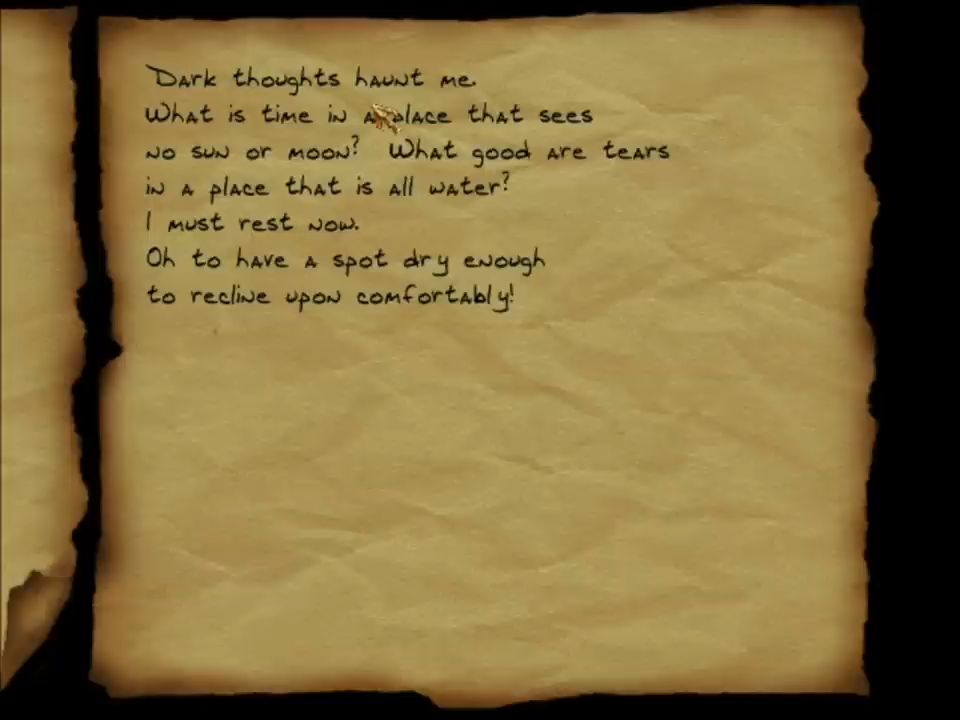 Dark thoughts haunt me.
What is time in a place that sees
no sun or moon? What good are tears
in a place that is all water?
I must rest now.
Oh to have a spot dry enough
to recline upon comfortably!